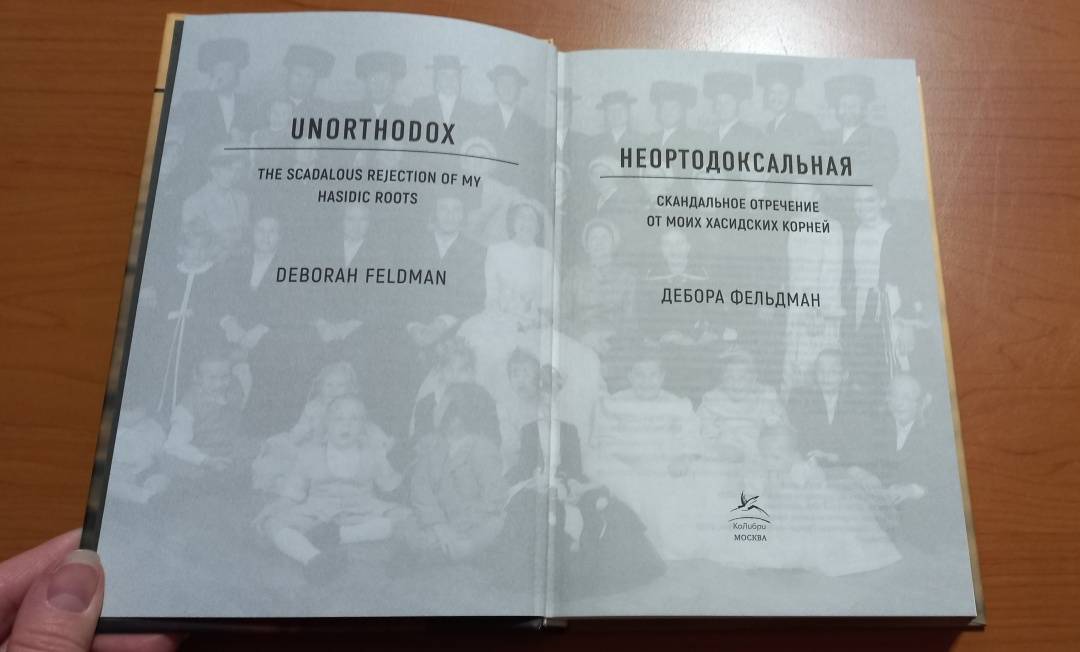 UNORTHODOX
THE SCADALOUS REJECTION OF MY
HASIDIC ROOTS
DEBORAH FELDMAN
НЕОРТОДОКСАЛЬНАЯ
СКАНДАЛЬНОЕ ОТРЕЧЕНИЕ
ОТ МОИХ ХАСИДСКИХ КОРНЕЙ
ДЕБОРА ФЕЛЬДМАН
КоЛибри
МОСКВА